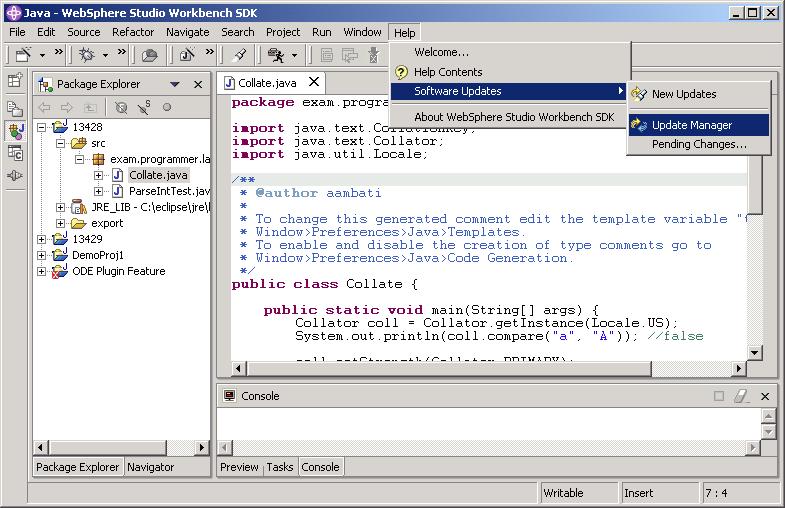 Java - WebSphere Studio Workbench SDK
File Edit Source Refactor Navigate Search Project Run Window Help
Welcome...
Help Contents
Software Updates
About WebSphere Studio Workbench SDK
New Updates
Update Manager
Pending Changes...
Package Explorer
13428
src
exam.programmer.la
Collate.java
ParseIntTest.jav
JRE_LIB - C:\eclipse\jre\l
export
13429
DemoProj1
ODE Plugin Feature
Package Explorer Navigator
Collate.java
package exam.progra
import java.text.CollationKey;
import java.text.Collator;
import java.util.Locale;
/**
* @author aambati
*
* To change this generated comment edit the template variable "t
* Window>Preferences>Java>Templates.
* To enable and disable the creation of type comments go to
* Window>Preferences>Java>Code Generation.
*/
public class Collate {
public static void main(String[] args) {
Collator coll = Collator.getInstance(Locale.US);
System.out.println(coll.compare("a", "A")); //false
coll.setStrength(Collator.PRIMARY);
Console
Preview Tasks Console
Writable Insert 7 : 4